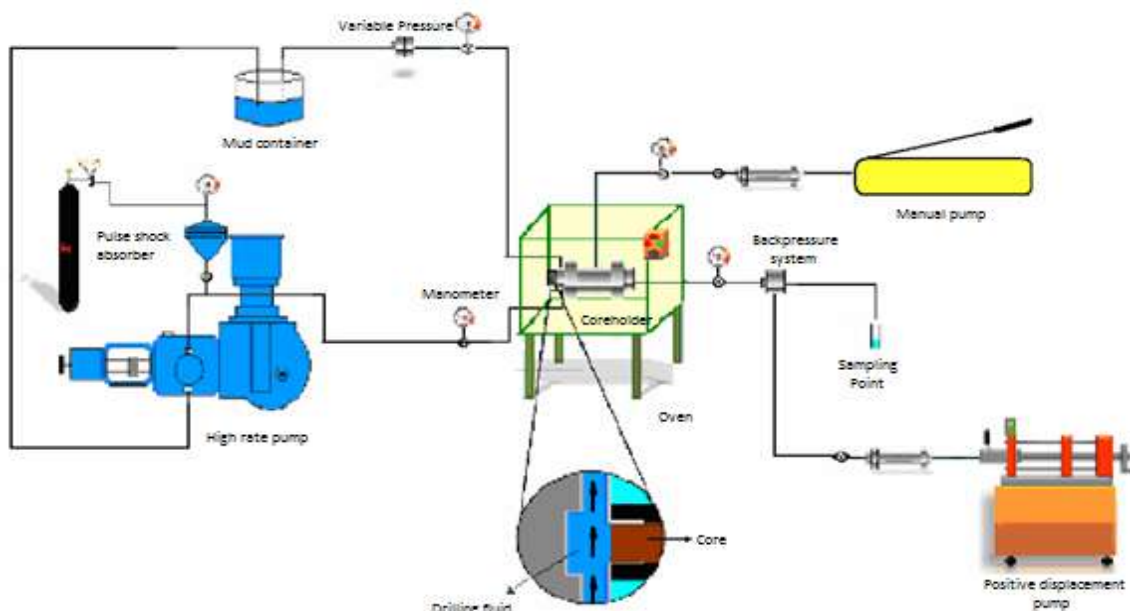 Variable Pressure
Mud container
Pulse shock
absorber
Manual pump
Backpressure
system
Manometer
Coreholder
Sampling
Point
Oven
High rate pump
Core
Positive displacement
pump
Drilling fluid